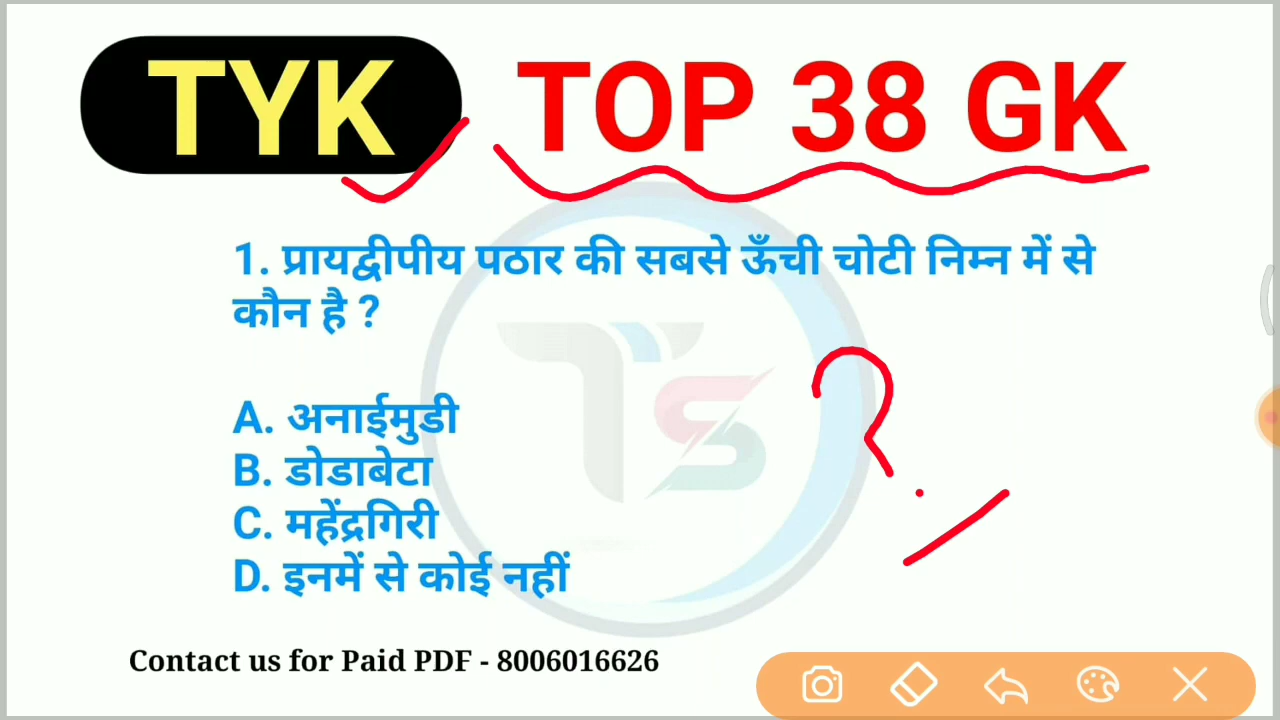 TYK TOP 38 GK
1. प्रायद्वीपीय पठार की सबसे ऊँची चोटी निम्न में से
कौन है ?
A. अनाईमुडी
B. डोडाबेटा
C. महेंद्रगिरी
D. इनमें से कोई नहीं
TS
Contact us for Paid PDF - 8006016626